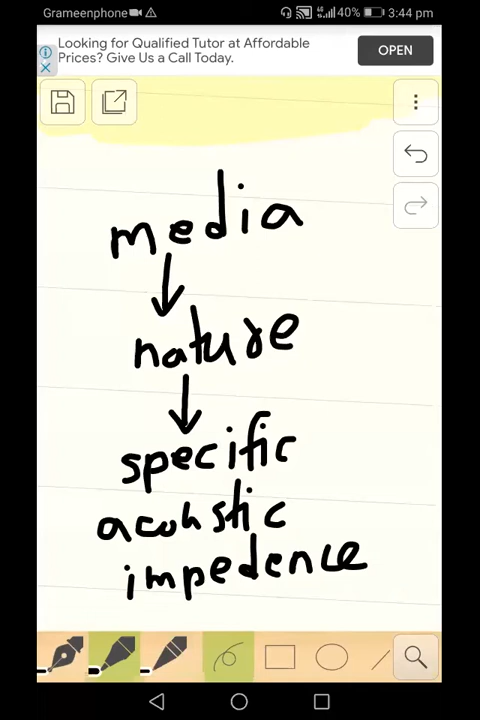 Grameenphone 40% 3:44 pm
Looking for Qualified Tutor at Affordable
Prices? Give Us a Call Today.
OPEN
media
nature
specific
acoustic
impedence